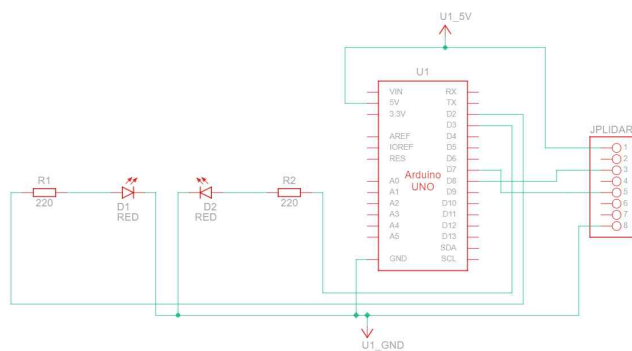 U1_5V
U1
VIN
5V
3.3V
AREF
IOREF
RES
A0
A1
A2
A3
A4
A5
GND
Arduino
UNO
RX
TX
D2
D3
D4
D5
D6
D7
D8
D9
D10
D11
D12
D13
SDA
SCL
JPLIDAR
1
2
3
4
5
6
7
8
R1
220
D1
RED
D2
RED
R2
220
U1_GND